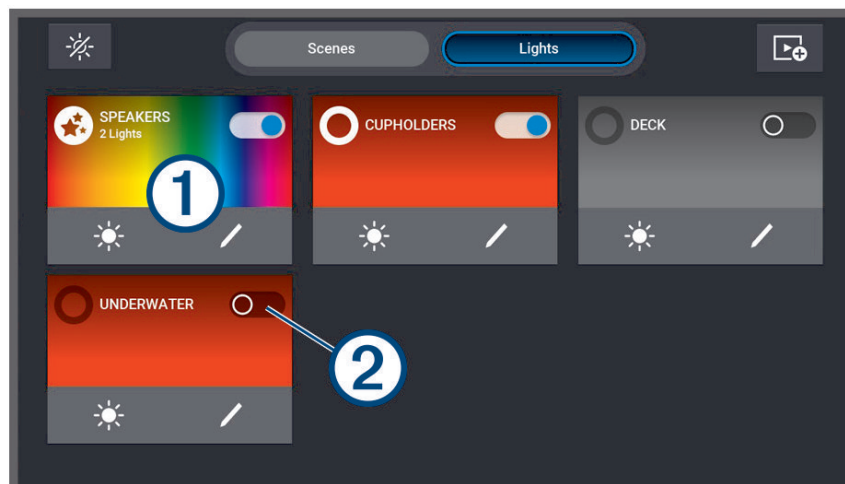 Scenes
Lights
SPEAKERS
2 Lights
CUPHOLDERS
DECK
1
UNDERWATER
2